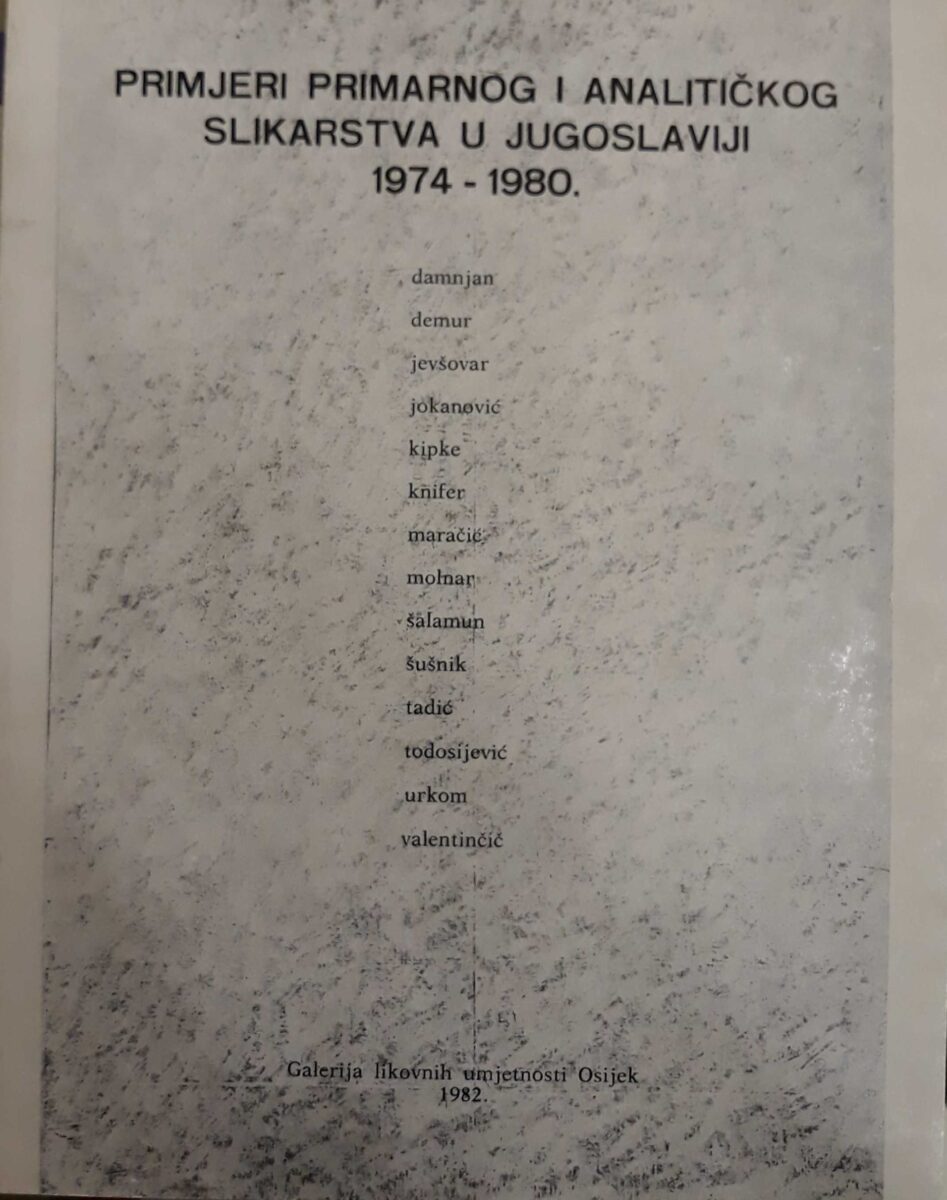 PRIMJERI PRIMARNOG I ANALITIČKOG
SLIKARSTVA U JUGOSLAVIJI
1974 - 1980.
damnjan
demur
jevšovar
jokanović
kipke
knifer
maračić
molnar
šalamun
šušnik
tadić
todosijević
urkom
valentinčič
Galerija likovnih umjetnosti Osijek
1982.